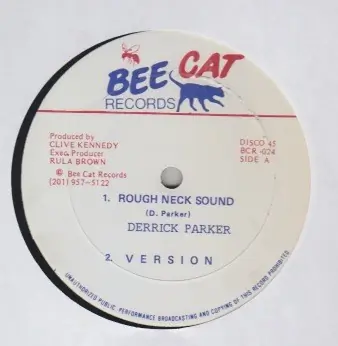 BEE CAT
RECORDS
Produced by
CLIVE KENNEDY
Exec. Producer
RULA BROWN
℗ Bee Cat Records
(201) 957-5122
DISCO 45
BCR -024
SIDE A
1. ROUGH NECK SOUND
(D. Parker)
DERRICK PARKER
2. VERSION
UNAUTHORIZED PUBLIC, PERFORMANCE BROADCASTING AND COPYING OF THIS RECORD PROHIBITED.